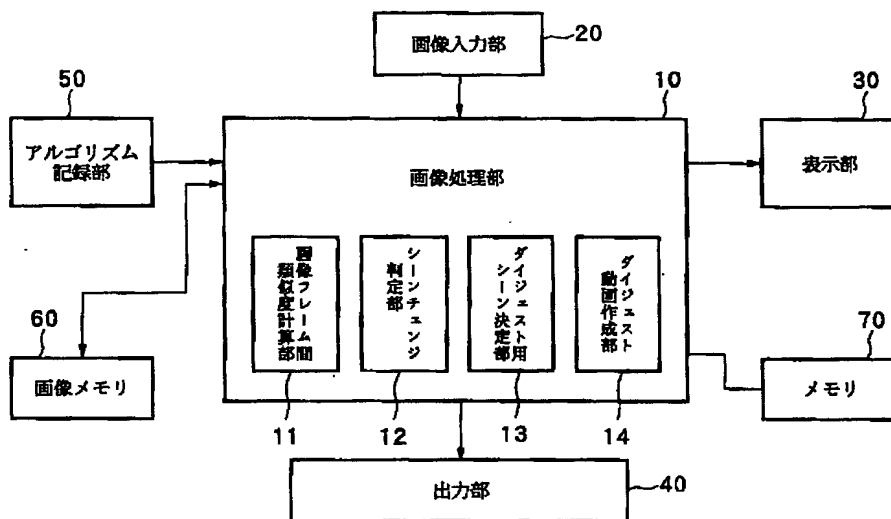 画像入力部
20
50
10
30
アルゴリズム
記録部
画像処理部
表示部
画像フレーム間
類似度計算部
シーンチェンジ
判定部
ダイジェスト用
シーン決定部
ダイジェスト
動画作成部
60
画像メモリ
70
メモリ
11
12
13
14
出力部
40